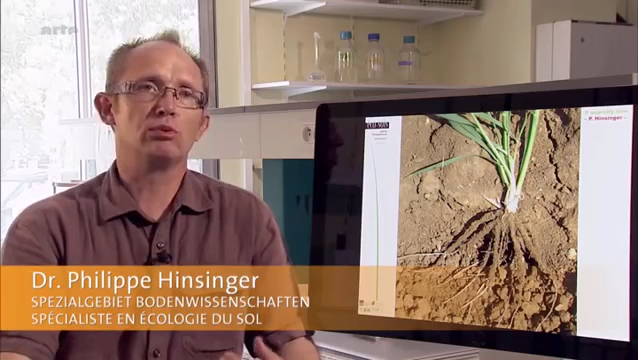 arte
P. Hinsinger
Dr. Philippe Hinsinger
SPEZIALGEBIET BODENWISSENSCHAFTEN
SPÉCIALISTE EN ÉCOLOGIE DU SOL